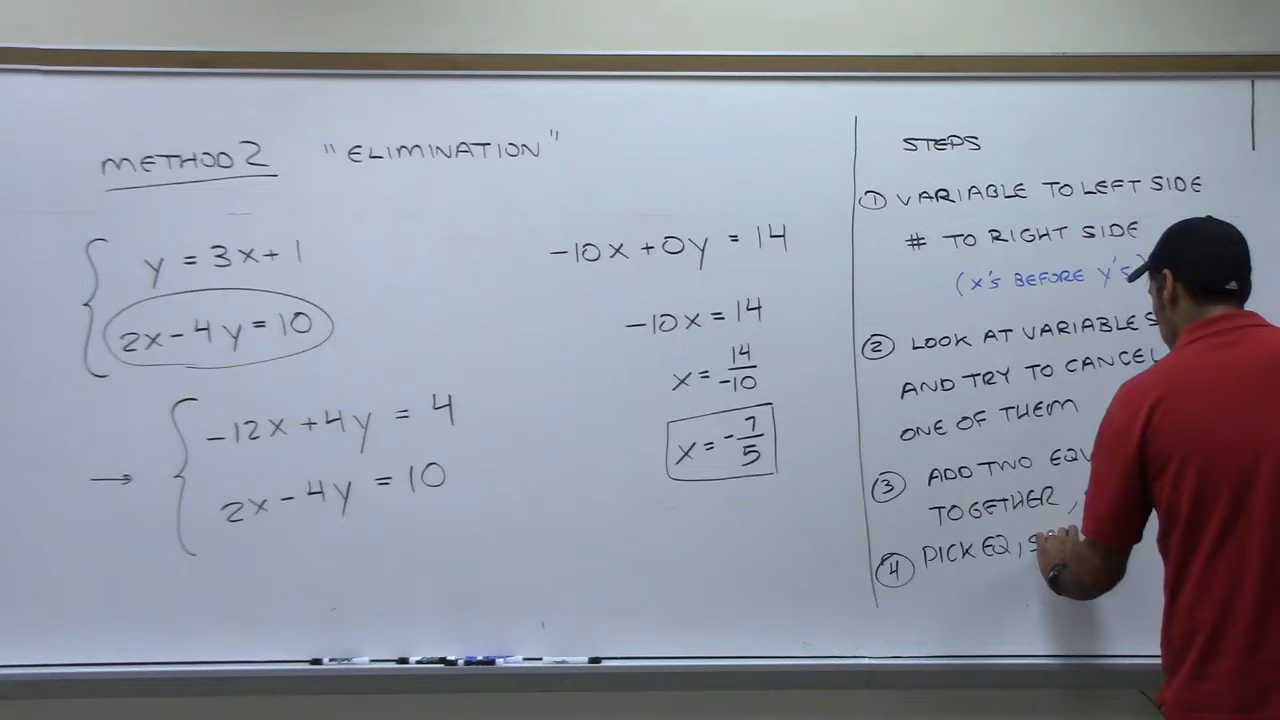 METHOD 2 "ELIMINATION"
y = 3x + 1
2x - 4y = 10
→ -12x + 4y = 4
2x - 4y = 10
-10x + 0y = 14
-10x = 14
x = 14/-10
x = -7/5
STEPS
① VARIABLE TO LEFT SIDE
# TO RIGHT SIDE
(x's BEFORE y's)
② LOOK AT VARIABLES
AND TRY TO CANCEL
ONE OF THEM
③ ADD TWO
TOGETHER,
④ PICK EQ,